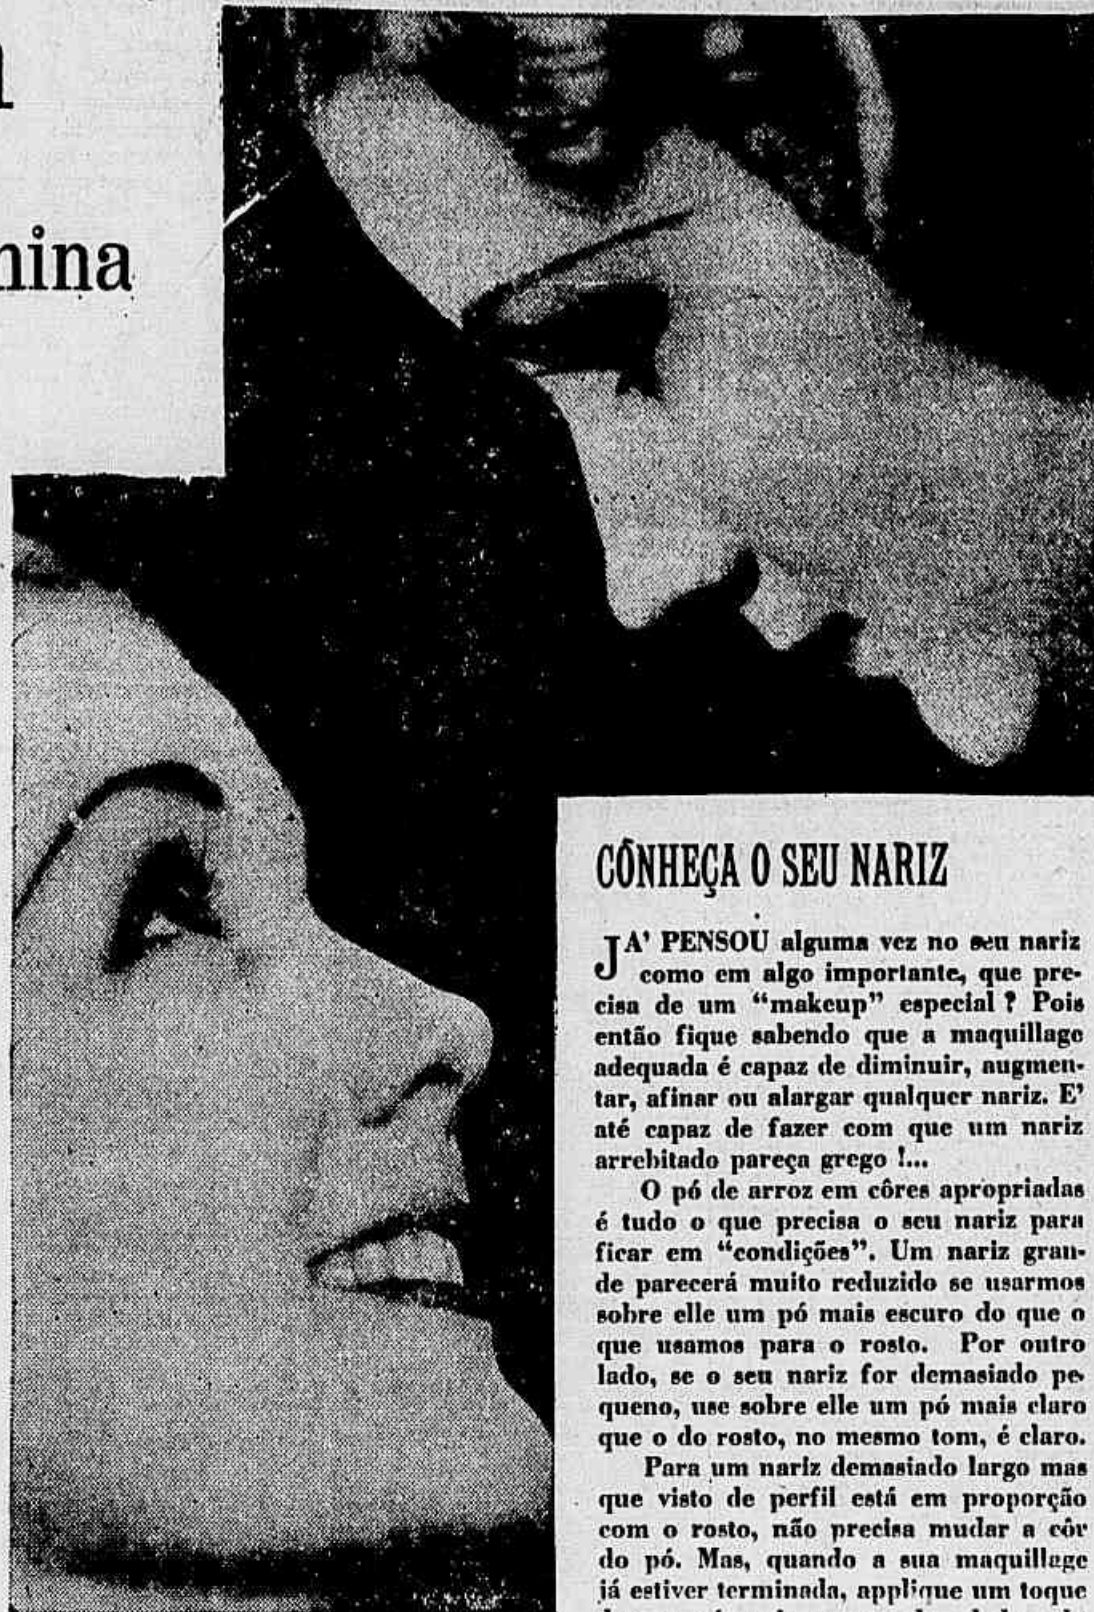 CONHEÇA O SEU NARIZ
JA' PENSOU alguma vez no seu nariz
como em algo importante, que pre-
cisa de um “makeup” especial ? Pois
então fique sabendo que a maquillage
adequada é capaz de diminuir, augmen-
tar, afinar ou alargar qualquer nariz. E'
até capaz de fazer com que um nariz
arrebitado pareça grego !...
O pó de arroz em côres apropriadas
é tudo o que precisa o seu nariz para
ficar em “condições”. Um nariz gran-
de parecerá muito reduzido se usarmos
sobre elle um pó mais escuro do que o
que usamos para o rosto. Por outro
lado, se o seu nariz for demasiado pe-
queno, use sobre elle um pó mais claro
que o do rosto, no mesmo tom, é claro.
Para um nariz demasiado largo mas
que visto de perfil está em proporção
com o rosto, não precisa mudar a côr
do pó. Mas, quando a sua maquillage
já estiver terminada, applique um toque